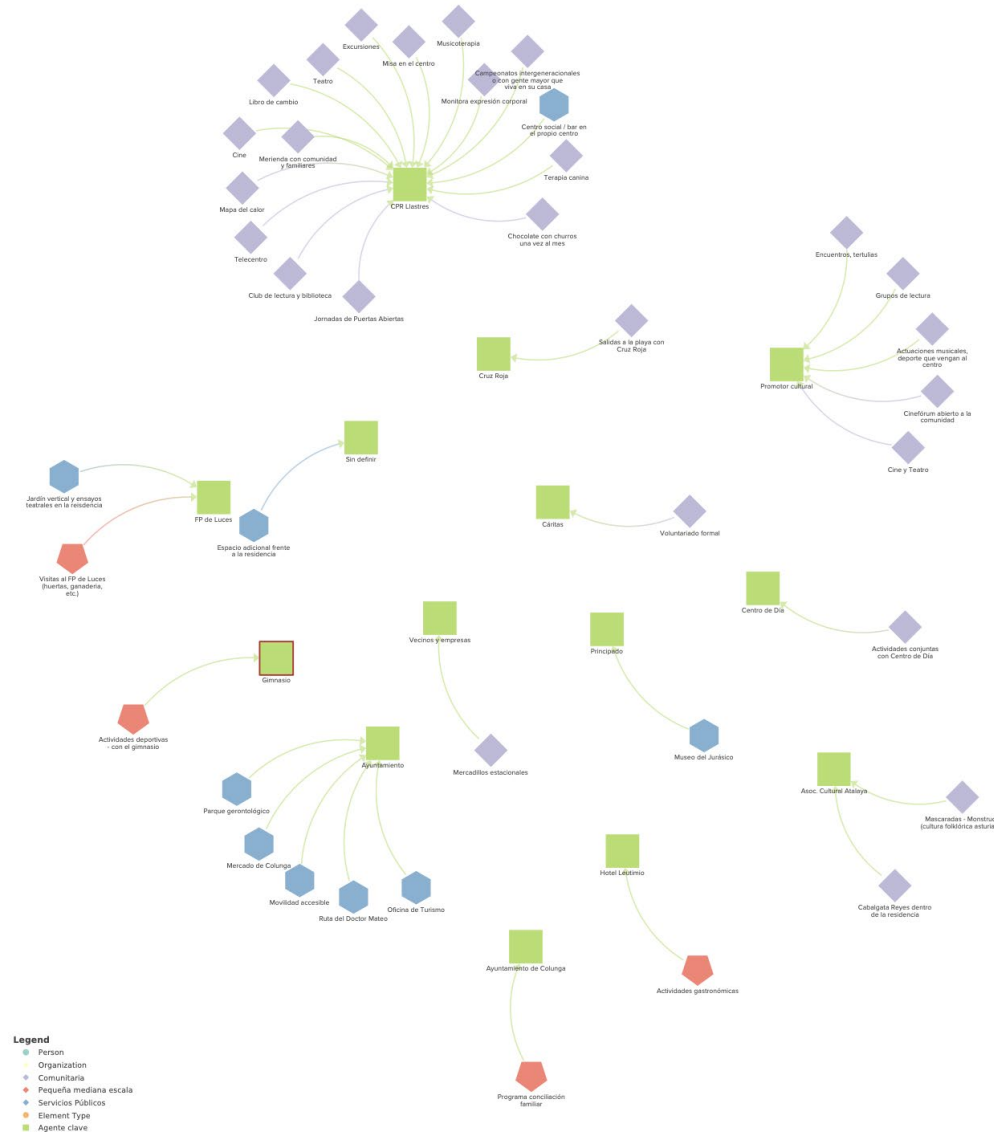 Excursiones
Musicoterapia
Misa en el centro
Teatro
Campeonatos intergeneracionales
o con gente mayor que
viva en su casa
Libro de cambio
Monitora expresión corporal
Centro social / bar en
el propio centro
Cine
Merienda con comunidad
y familiares
Terapia canina
Mapa del calor
CPR Llastres
Chocolate con churros
una vez al mes
Telecentro
Club de lectura y biblioteca
Jornadas de Puertas Abiertas
Encuentros, tertulias
Grupos de lectura
Salidas a la playa con
Cruz Roja
Actuaciones musicales,
deporte que vengan al
centro
Cruz Roja
Promotor cultural
Cinefórum abierto a la
comunidad
Cine y Teatro
Sin definir
Jardín vertical y ensayos
teatrales en la reisdencia
FP de Luces
Espacio adicional frente
a la residencia
Cáritas
Voluntariado formal
Visitas al FP de Luces
(huertas, ganadería,
etc.)
Centro de Día
Vecinos y empresas
Principado
Actividades conjuntas
con Centro de Día
Gimnasio
Actividades deportivas
- con el gimnasio
Ayuntamiento
Museo del Jurásico
Mercadillos estacionales
Asoc. Cultural Atalaya
Parque gerontológico
Mascaradas - Monstruo
(cultura folklórica asturia
Mercado de Colunga
Hotel Leutimio
Movilidad accesible
Oficina de Turismo
Ruta del Doctor Mateo
Cabalgata Reyes dentro
de la residencia
Ayuntamiento de Colunga
Actividades gastronómicas
Programa conciliación
familiar
Legend
Person
Organization
Comunitaria
Pequeña mediana escala
Servicios Públicos
Element Type
Agente clave